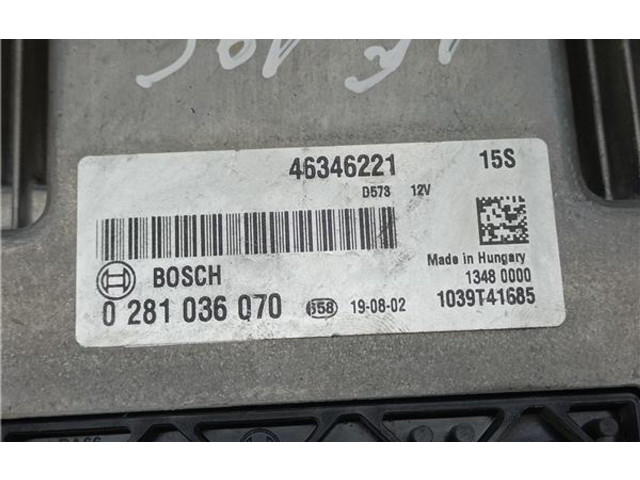 46346221 15S
D573 12V
Made in Hungary
BOSCH 1348 0000
0 281 036 070 658 19-08-02 1039T41685